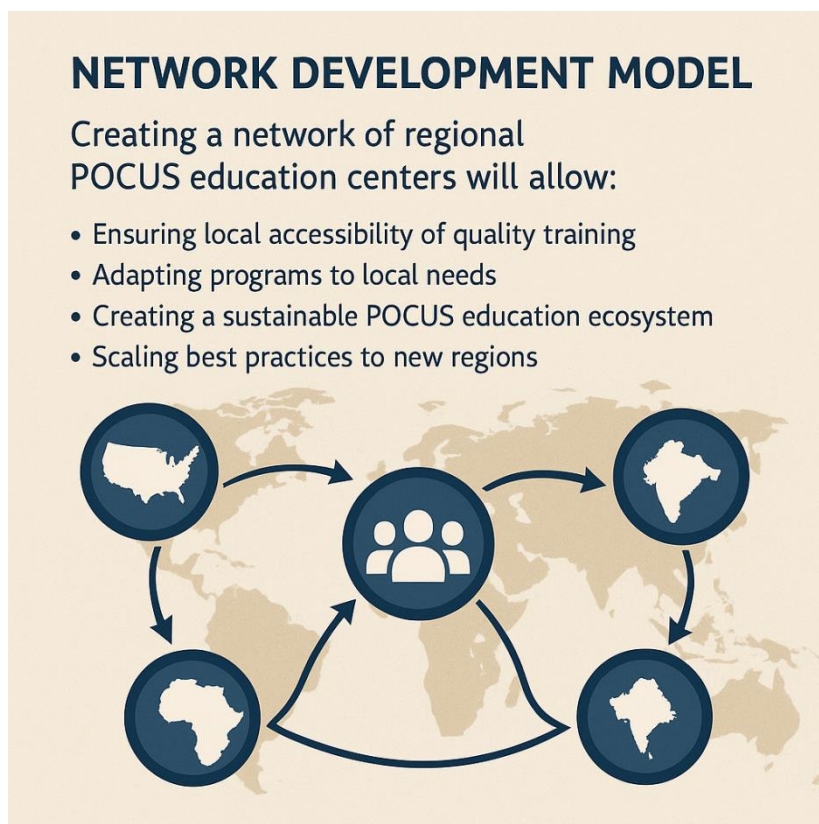 NETWORK DEVELOPMENT MODEL
Creating a network of regional
POCUS education centers will allow:
• Ensuring local accessibility of quality training
• Adapting programs to local needs
• Creating a sustainable POCUS education ecosystem
• Scaling best practices to new regions